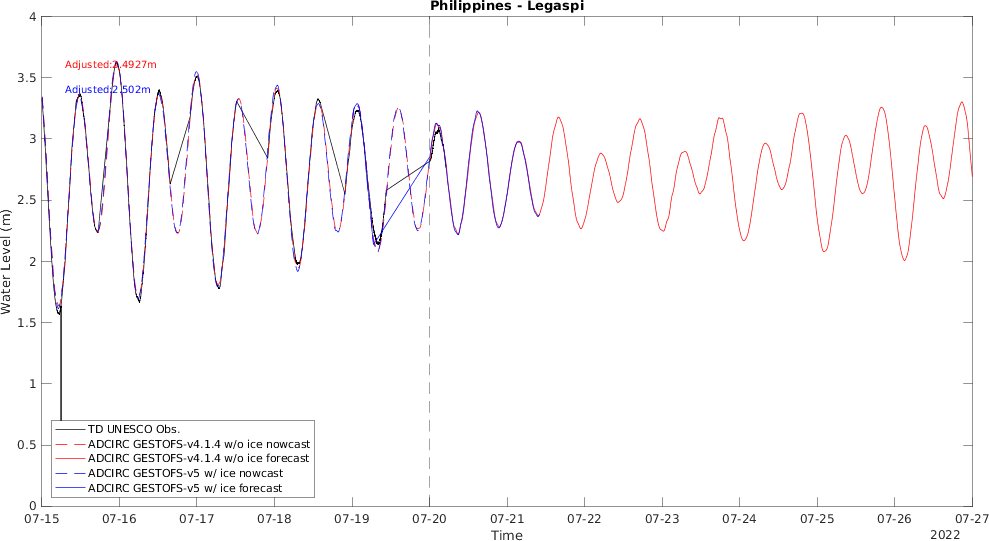 Philippines - Legaspi
4
3.5
3
2.5
2
1.5
1
0.5
0
Water Level (m)
Adjusted:2.4927m
Adjusted:2.502m
TD UNESCO Obs.
ADCIRC GESTOFS-v4.1.4 w/o ice nowcast
ADCIRC GESTOFS-v4.1.4 w/o ice forecast
ADCIRC GESTOFS-v5 w/ ice nowcast
ADCIRC GESTOFS-v5 w/ ice forecast
07-15 07-16 07-17 07-18 07-19 07-20 07-21 07-22 07-23 07-24 07-25 07-26 07-27
Time
2022